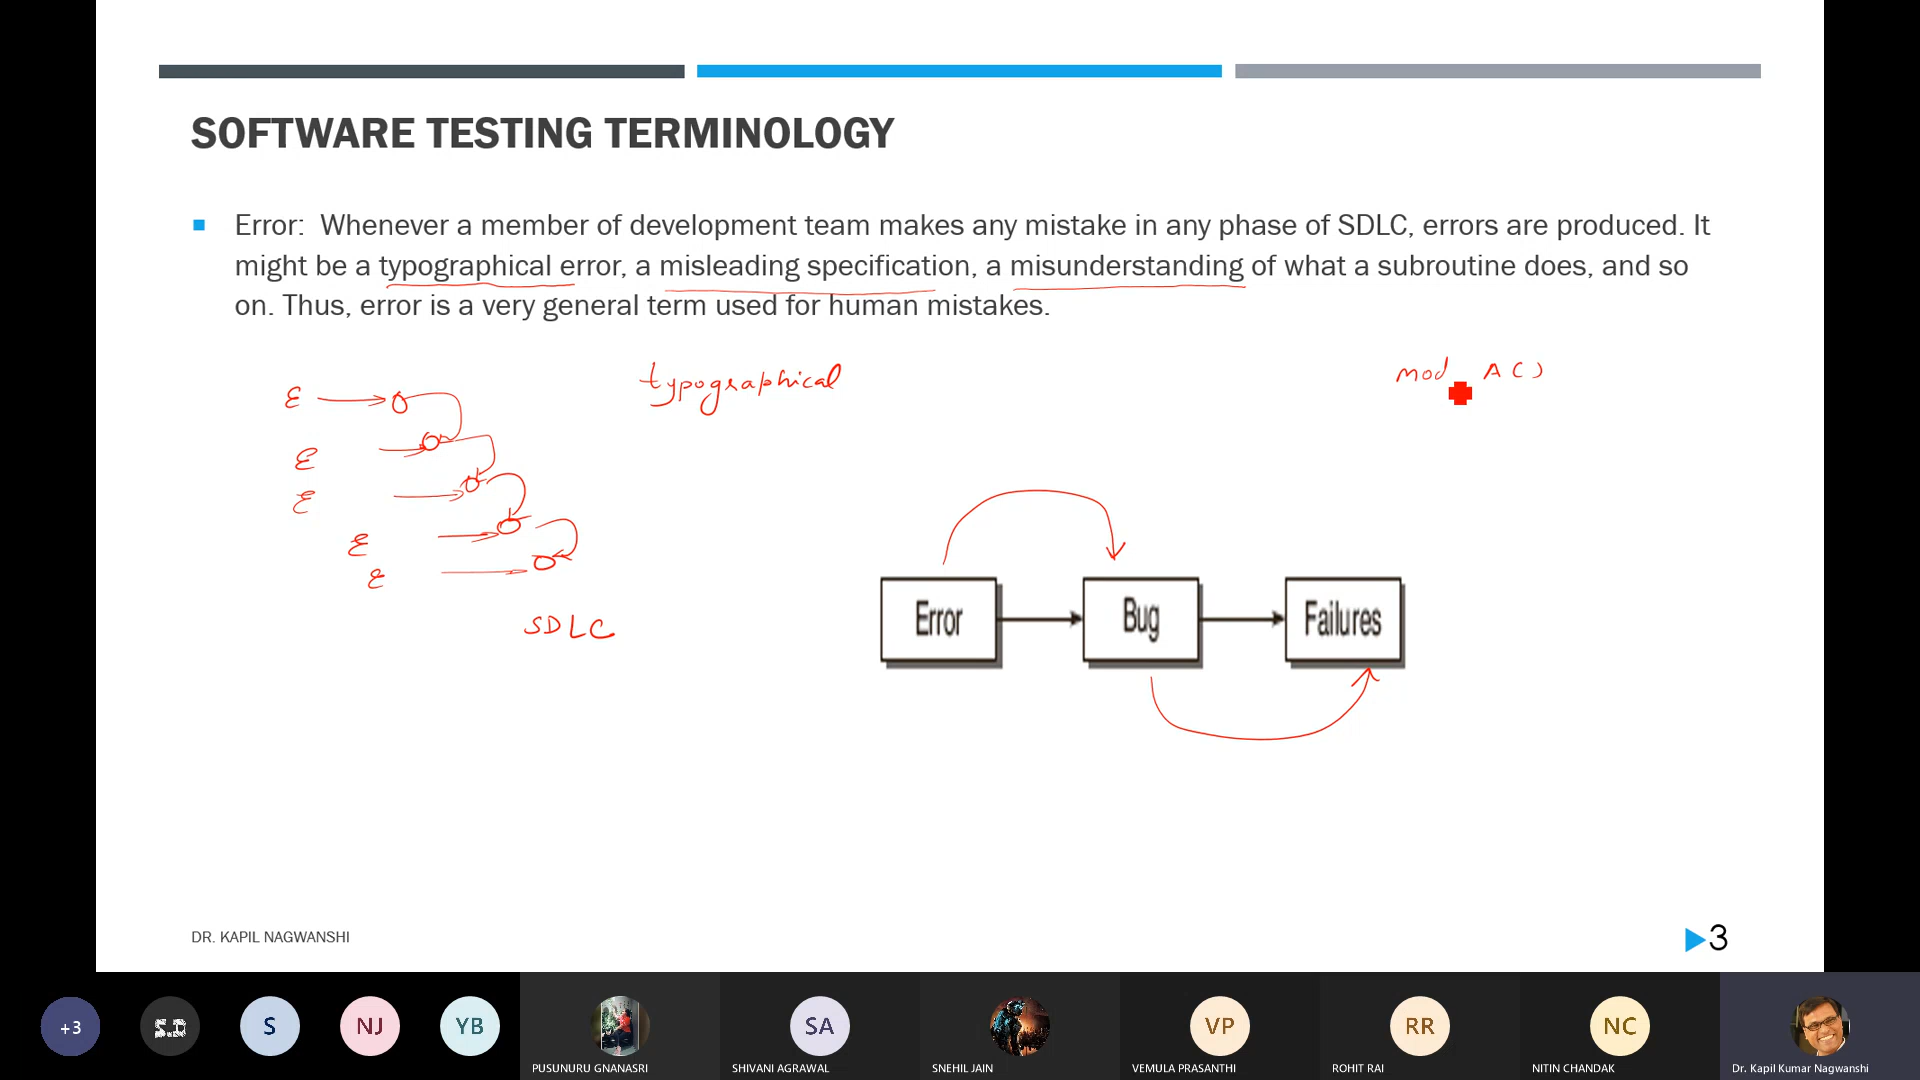 SOFTWARE TESTING TERMINOLOGY
Error: Whenever a member of development team makes any mistake in any phase of SDLC, errors are produced. It
might be a typographical error, a misleading specification, a misunderstanding of what a subroutine does, and so
on. Thus, error is a very general term used for human mistakes.
typographical
mod A()
ε
ε
ε
ε
ε
SDLC
Error
Bug
Failures
DR. KAPIL NAGWANSHI
3
+3
S.D
S
NJ
YB
SA
VP
RR
NC
PUSUNURU GNANASRI
SHIVANI AGRAWAL
SNEHIL JAIN
VEMULA PRASANTHI
ROHIT RAI
NITIN CHANDAK
Dr. Kapil Kumar Nagwanshi